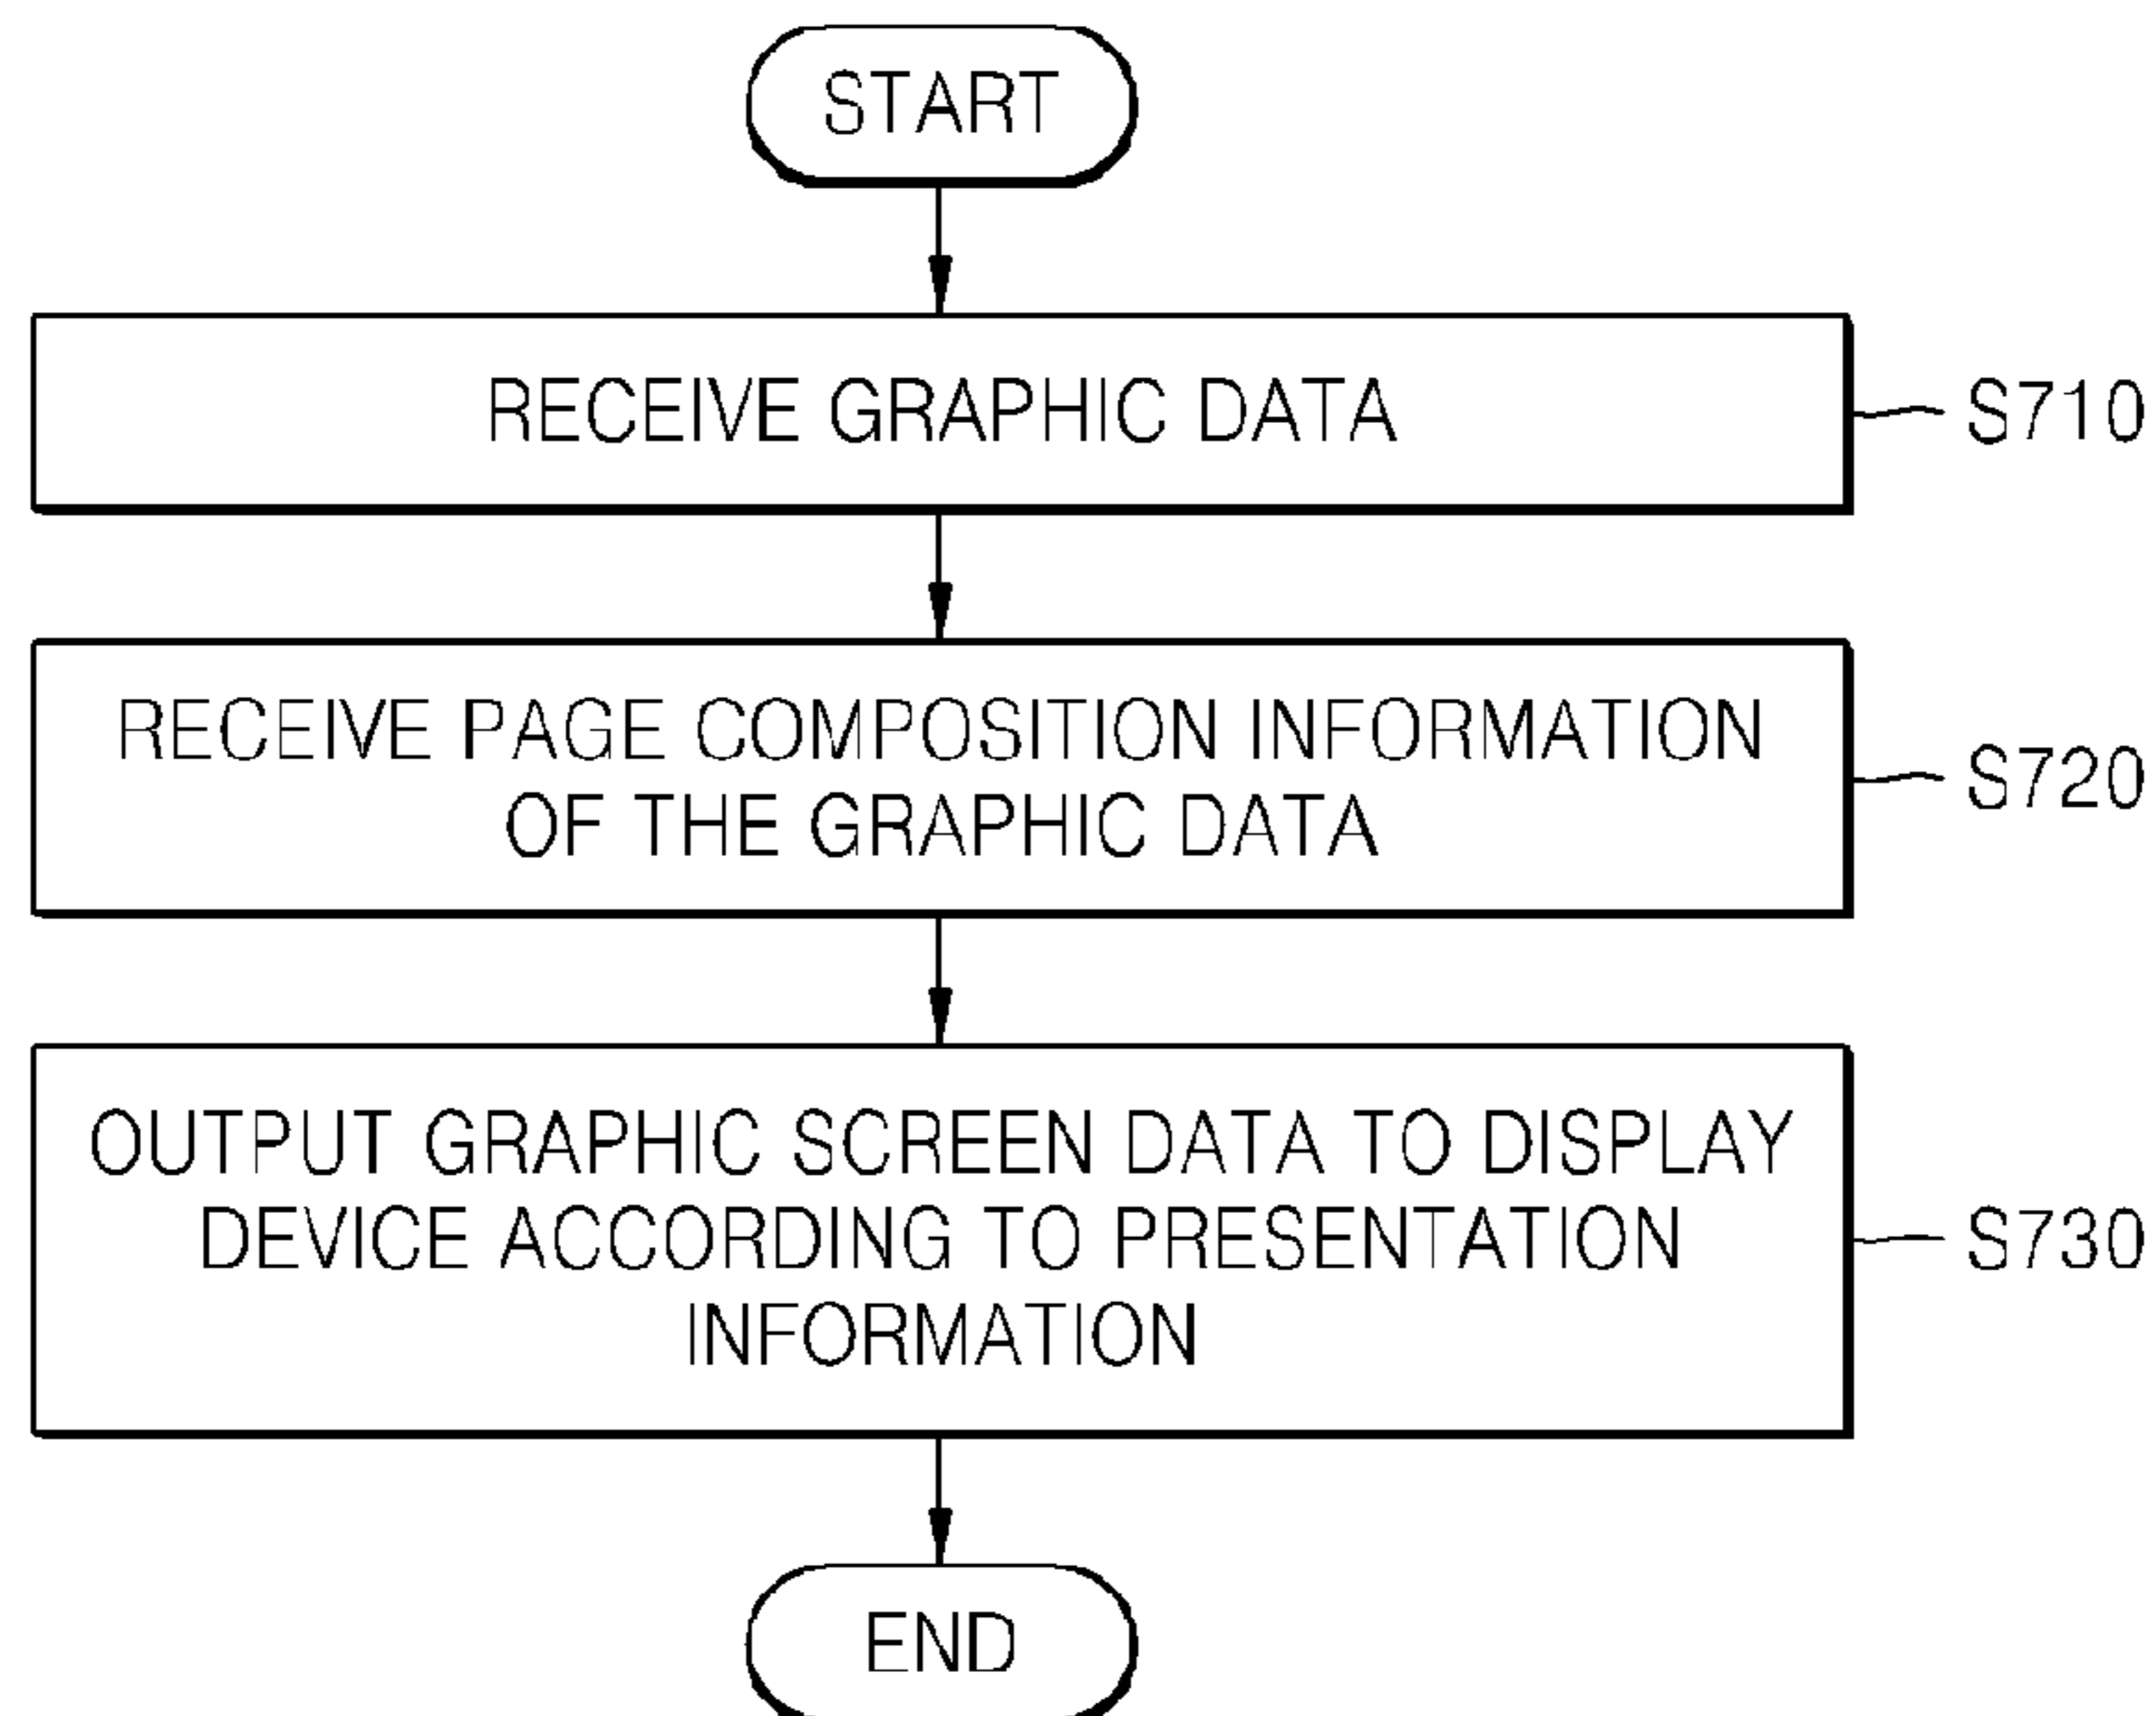 START
RECEIVE GRAPHIC DATA
S710
RECEIVE PAGE COMPOSITION INFORMATION
OF THE GRAPHIC DATA
S720
OUTPUT GRAPHIC SCREEN DATA TO DISPLAY
DEVICE ACCORDING TO PRESENTATION
INFORMATION
S730
END